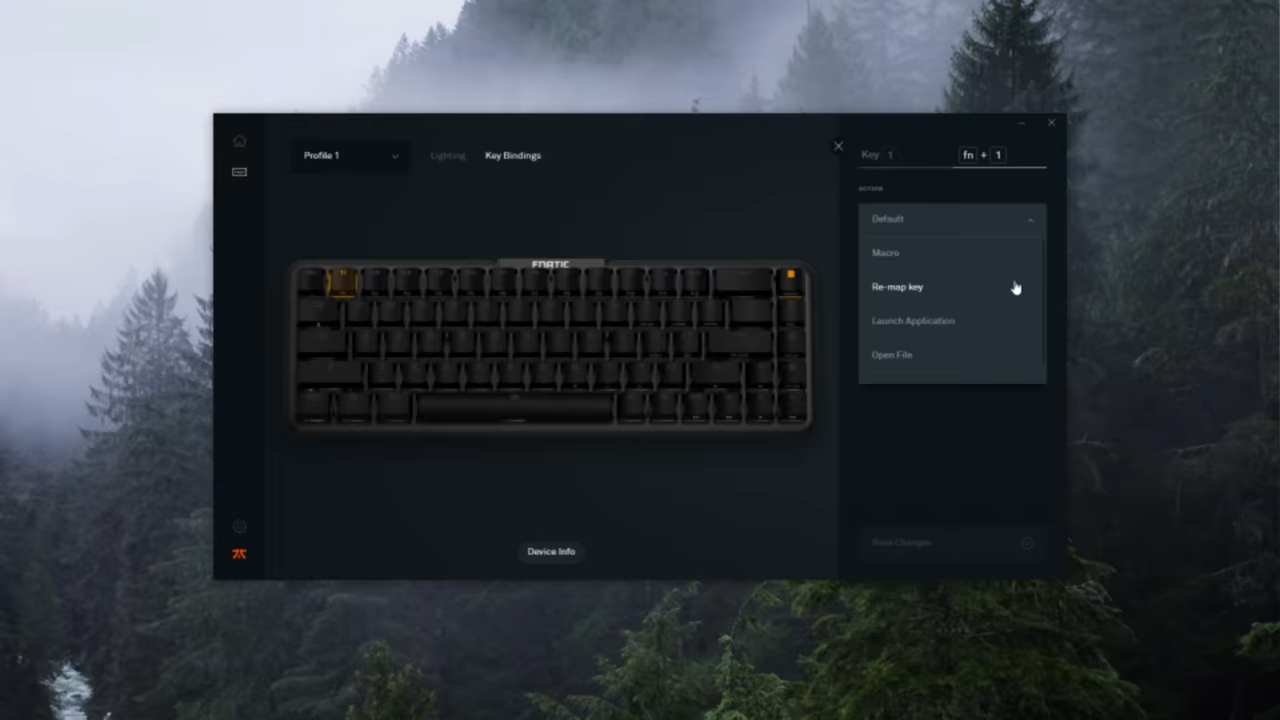 Profile 1
Lighting
Key Bindings
Key 1
fn + 1
ACTION
Default
Macro
Re-map key
Launch Application
Open File
FNATIC
Device Info
Save Changes